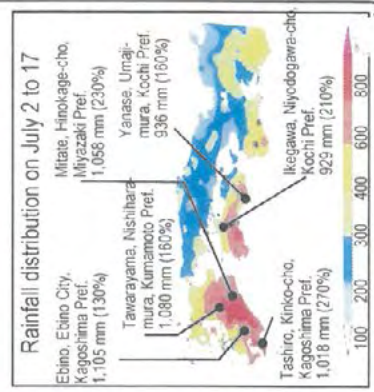 Rainfall distribution on July 2 to 17
Ebino, Ebino City,
Kagoshima Pref.
1,105 mm (130%)
Mitate, Hinokage-cho,
Miyazaki Pref.
1,058 mm (230%)
Tawarayama, Nishihara-
mura, Kumamoto Pref.
1,080 mm (160%)
Yanase, Umaji-
mura, Kochi Pref.
936 mm (160%)
Tashiro, Kinko-cho,
Kagoshima Pref.
1,018 mm (270%)
Ikegawa, Niyodogawa-cho,
Kochi Pref.
929 mm (210%)
100 200 300 400 800